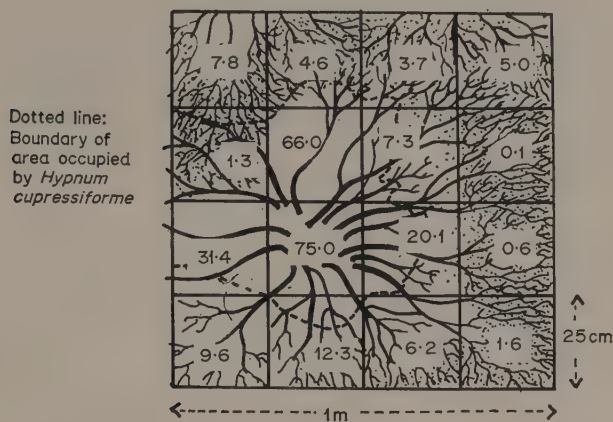 7·8 4·6 3·7 5·0
Dotted line:
Boundary of
area occupied
by Hypnum
cupressiforme
1·3 66·0 7·3 0·1
31·4 75·0 20·1 0·6
9·6 12·3 6·2 1·6
25cm
1m